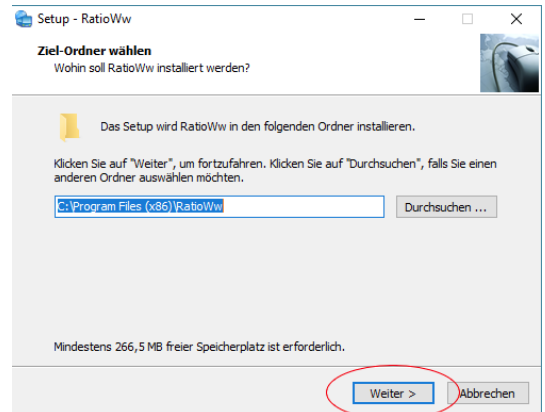 Setup - RatioWw
Ziel-Ordner wählen
Wohin soll RatioWw installiert werden?
Das Setup wird RatioWw in den folgenden Ordner installieren.
Klicken Sie auf "Weiter", um fortzufahren. Klicken Sie auf "Durchsuchen", falls Sie einen
anderen Ordner auswählen möchten.
C:\Program Files (x86)\RatioWw
Durchsuchen ...
Mindestens 266,5 MB freier Speicherplatz ist erforderlich.
Weiter >
Abbrechen